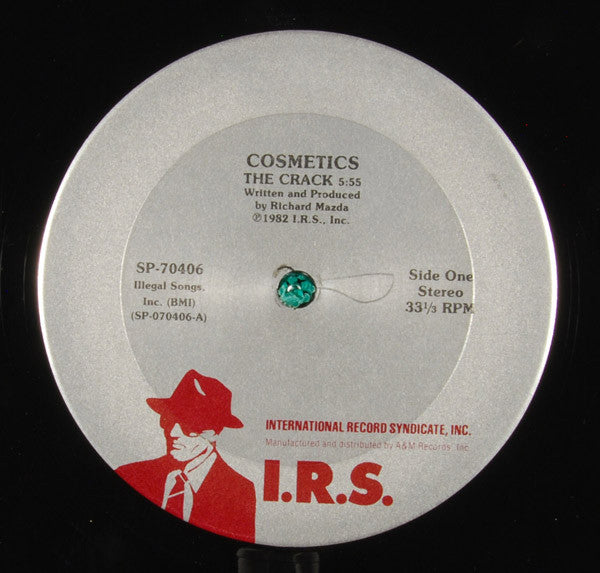 COSMETICS
THE CRACK 5:55
Written and Produced
by Richard Mazda
℗1982 I.R.S., Inc.
SP-70406
Illegal Songs,
Inc. (BMI)
(SP-070406-A)
Side One
Stereo
33⅓ RPM
INTERNATIONAL RECORD SYNDICATE, INC.
Manufactured and distributed by A&M Records, Inc.
I.R.S.